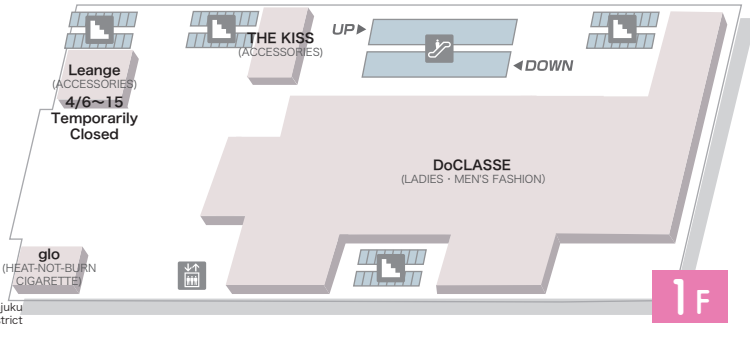 UP
THE KISS
(ACCESSORIES)
DOWN
Leange
(ACCESSORIES)
4/6〜15
Temporarily
Closed
DoCLASSE
(LADIES・MEN'S FASHION)
glo
(HEAT-NOT-BURN
CIGARETTE)
juku
trict
1F